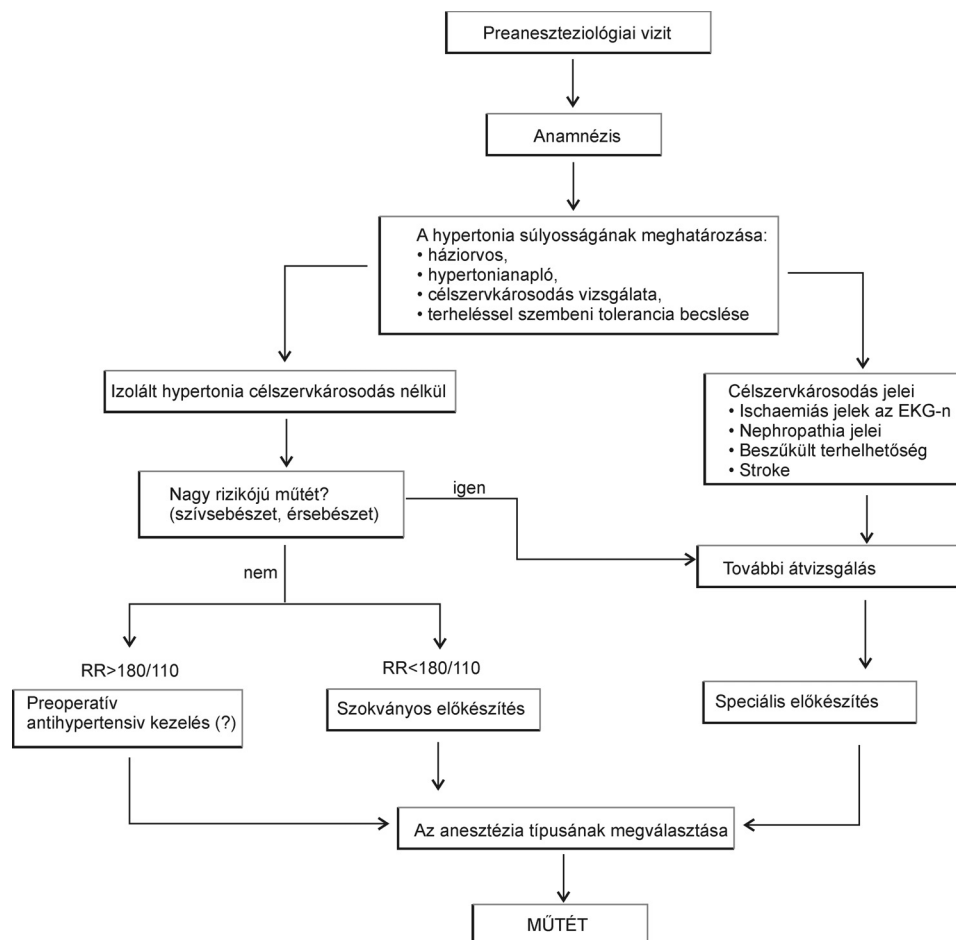 Preaneszteziológiai vizit
Anamnézis
A hypertonia súlyosságának meghatározása:
• háziorvos,
• hypertonianapló,
• célszervkárosodás vizsgálata,
• terheléssel szembeni tolerancia becslése
Izolált hypertonia célszervkárosodás nélkül
Célszervkárosodás jelei
• Ischaemiás jelek az EKG-n
• Nephropathia jelei
• Beszűkült terhelhetőség
• Stroke
Nagy rizikójú műtét?
(szívsebészet, érsebészet)
igen
nem
További átvizsgálás
RR>180/110
Preoperatív
antihypertensiv kezelés (?)
RR<180/110
Szokványos előkészítés
Speciális előkészítés
Az anesztézia típusának megválasztása
MŰTÉT